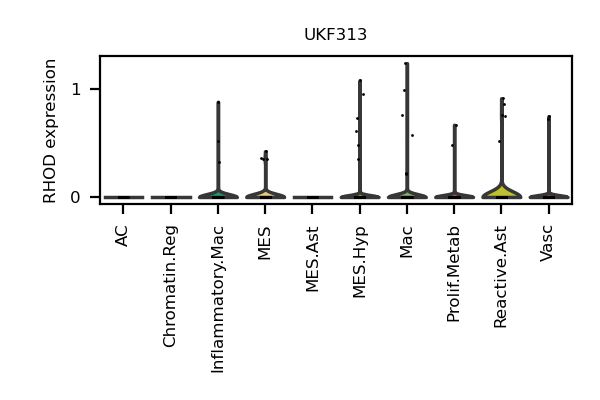 UKF313
RHOD expression
1
0
AC
Chromatin.Reg
Inflammatory.Mac
MES
MES.Ast
MES.Hyp
Mac
Prolif.Metab
Reactive.Ast
Vasc